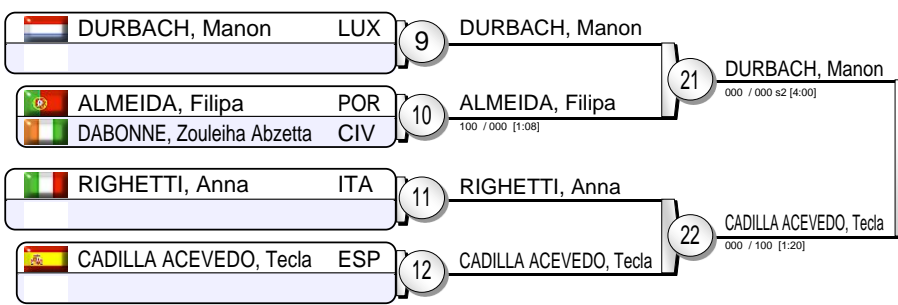 DURBACH, Manon LUX
9
DURBACH, Manon
21
DURBACH, Manon
000 / 000 s2 [4:00]
ALMEIDA, Filipa POR
DABONNE, Zouleiha Abzetta CIV
10
ALMEIDA, Filipa
100 / 000 [1:08]
RIGHETTI, Anna ITA
11
RIGHETTI, Anna
22
CADILLA ACEVEDO, Tecla
000 / 100 [1:20]
CADILLA ACEVEDO, Tecla ESP
12
CADILLA ACEVEDO, Tecla